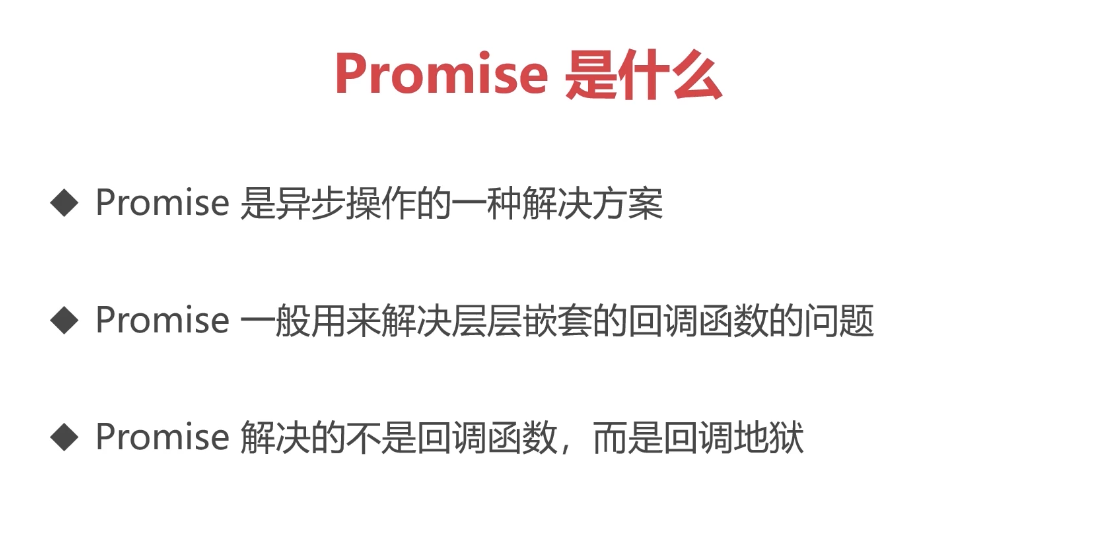 Promise 是什么
◆ Promise 是异步操作的一种解决方案
◆ Promise 一般用来解决层层嵌套的回调函数的问题
◆ Promise 解决的不是回调函数，而是回调地狱